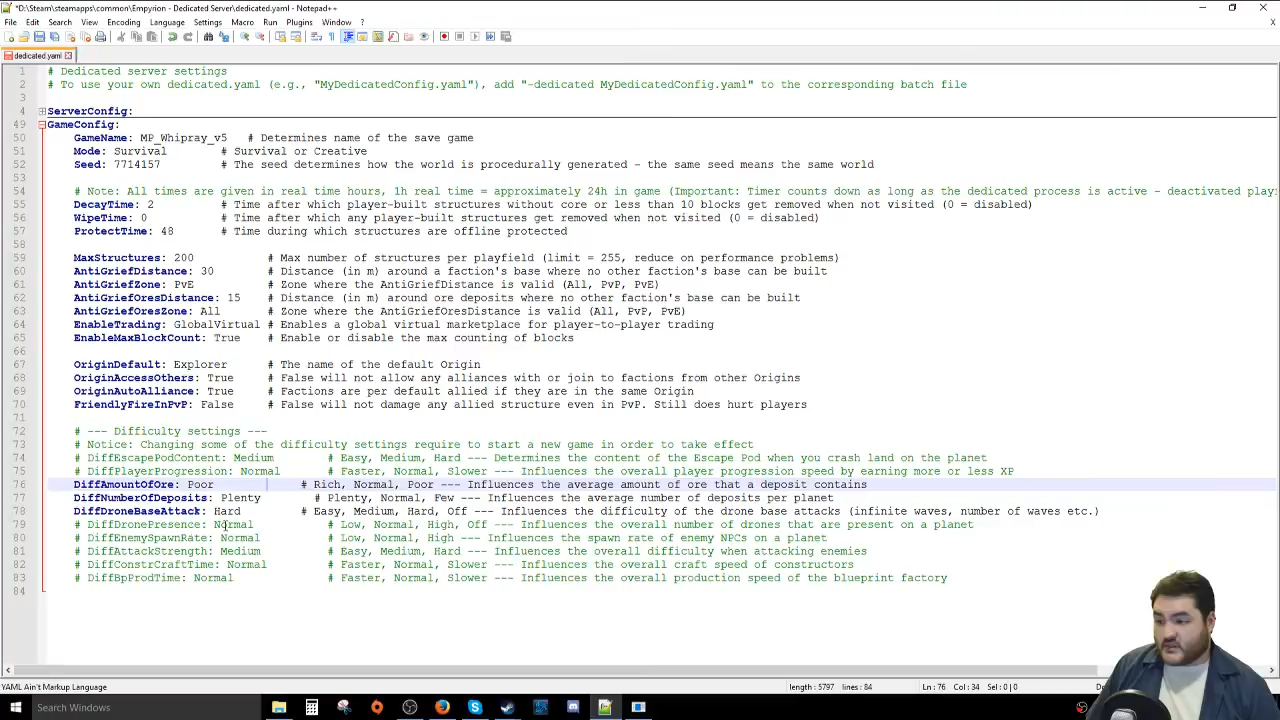 *D:\Steam\steamapps\common\Empyrion - Dedicated Server\dedicated.yaml - Notepad++
File Edit Search View Encoding Language Settings Macro Run Plugins Window ?
dedicated.yaml
1 # Dedicated server settings
2 # To use your own dedicated.yaml (e.g., "MyDedicatedConfig.yaml"), add "-dedicated MyDedicatedConfig.yaml" to the corresponding batch file
3
4 ServerConfig:
49 GameConfig:
50 GameName: MP_Whipray_v5 # Determines name of the save game
51 Mode: Survival # Survival or Creative
52 Seed: 7714157 # The seed determines how the world is procedurally generated - the same seed means the same world
53
54 # Note: All times are given in real time hours, 1h real time = approximately 24h in game (Important: Timer counts down as long as the dedicated process is active - deactivated play
55 DecayTime: 2 # Time after which player-built structures without core or less than 10 blocks get removed when not visited (0 = disabled)
56 WipeTime: 0 # Time after which any player-built structures get removed when not visited (0 = disabled)
57 ProtectTime: 48 # Time during which structures are offline protected
58
59 MaxStructures: 200 # Max number of structures per playfield (limit = 255, reduce on performance problems)
60 AntiGriefDistance: 30 # Distance (in m) around a faction's base where no other faction's base can be built
61 AntiGriefZone: PvE # Zone where the AntiGriefDistance is valid (All, PvP, PvE)
62 AntiGriefOresDistance: 15 # Distance (in m) around ore deposits where no other faction's base can be built
63 AntiGriefOresZone: All # Zone where the AntiGriefOresDistance is valid (All, PvP, PvE)
64 EnableTrading: GlobalVirtual # Enables a global virtual marketplace for player-to-player trading
65 EnableMaxBlockCount: True # Enable or disable the max counting of blocks
66
67 OriginDefault: Explorer # The name of the default Origin
68 OriginAccessOthers: True # False will not allow any alliances with or join to factions from other Origins
69 OriginAutoAlliance: True # Factions are per default allied if they are in the same Origin
70 FriendlyFireInPvP: False # False will not damage any allied structure even in PvP. Still does hurt players
71
72 # --- Difficulty settings ---
73 # Notice: Changing some of the difficulty settings require to start a new game in order to take effect
74 # DiffEscapePodContent: Medium # Easy, Medium, Hard --- Determines the content of the Escape Pod when you crash land on the planet
75 # DiffPlayerProgression: Normal # Faster, Normal, Slower --- Influences the overall player progression speed by earning more or less XP
76 DiffAmountOfOre: Poor # Rich, Normal, Poor --- Influences the average amount of ore that a deposit contains
77 DiffNumberOfDeposits: Plenty # Plenty, Normal, Few --- Influences the average number of deposits per planet
78 DiffDroneBaseAttack: Hard # Easy, Medium, Hard, Off --- Influences the difficulty of the drone base attacks (infinite waves, number of waves etc.)
79 # DiffDronePresence: Normal # Low, Normal, High, Off --- Influences the overall number of drones that are present on a planet
80 # DiffEnemySpawnRate: Normal # Low, Normal, High --- Influences the spawn rate of enemy NPCs on a planet
81 # DiffAttackStrength: Medium # Easy, Medium, Hard --- Influences the overall difficulty when attacking enemies
82 # DiffConstrCraftTime: Normal # Faster, Normal, Slower --- Influences the overall craft speed of constructors
83 # DiffBpProdTime: Normal # Faster, Normal, Slower --- Influences the overall production speed of the blueprint factory
84
YAML Ain't Markup Language length : 5797 lines : 84 Ln : 76 Col : 34 Sel : 0 | 0
Search Windows